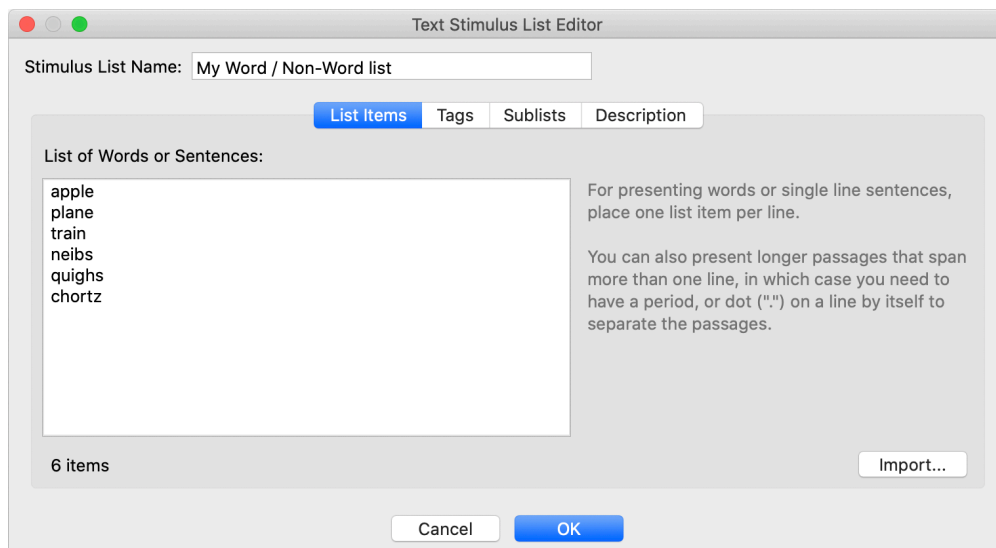 Text Stimulus List Editor
Stimulus List Name: My Word / Non-Word list
List Items Tags Sublists Description
List of Words or Sentences:
apple
plane
train
neibs
quighs
chortz
For presenting words or single line sentences,
place one list item per line.
You can also present longer passages that span
more than one line, in which case you need to
have a period, or dot (".") on a line by itself to
separate the passages.
6 items
Import...
Cancel OK